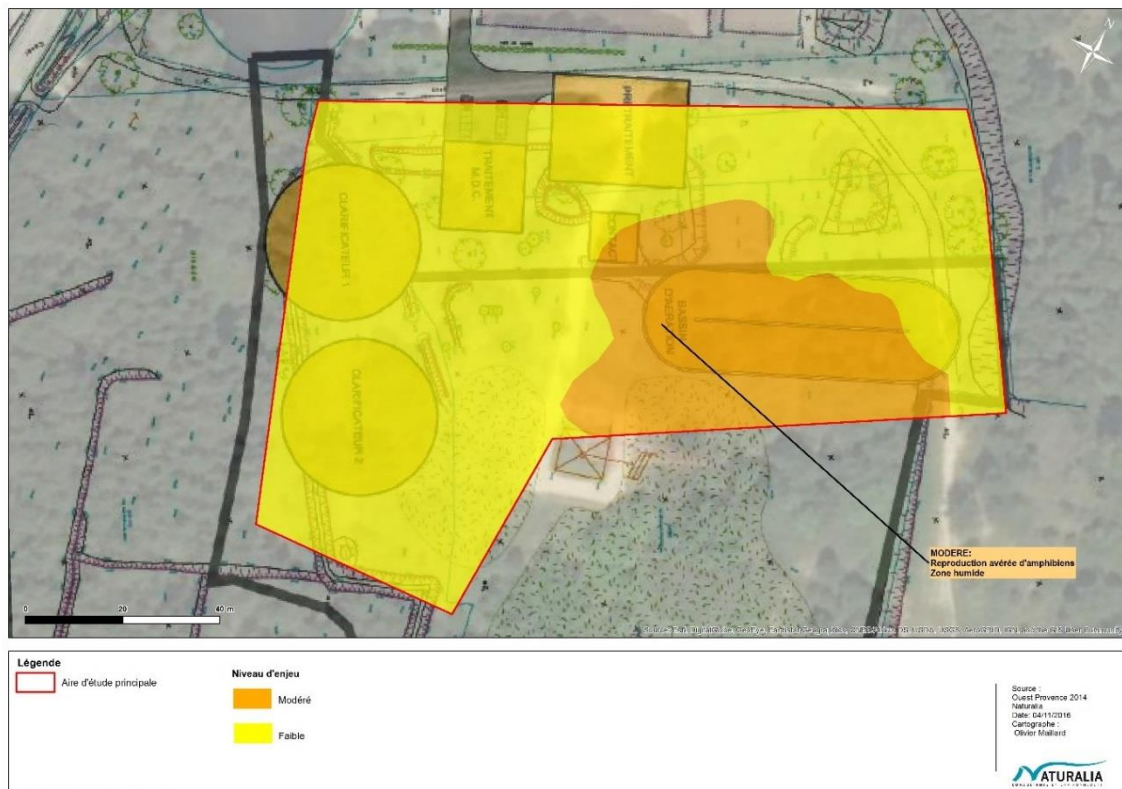 N
PRETRAITEMENT
TRAITEMENT
M.D.C.
CLARIFICATEUR 1
BASSIN
D'AERATION
CLARIFICATEUR 2
MODERE:
Reproduction avérée d'amphibiens
Zone humide
0 20 40 m
Légende
Aire d'étude principale
Niveau d'enjeu
Modéré
Faible
Source :
Ouest Provence 2014
Naturalia
Date: 04/11/2016
Cartographe :
Olivier Maillard
NATURALIA